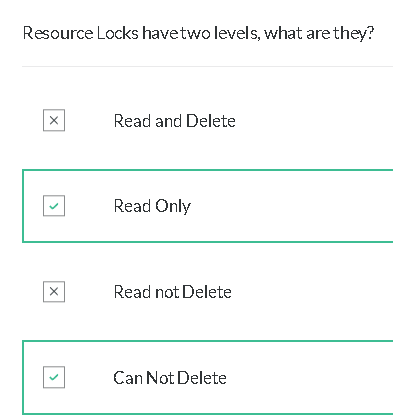 Resource Locks have two levels, what are they?
Read and Delete
Read Only
Read not Delete
Can Not Delete